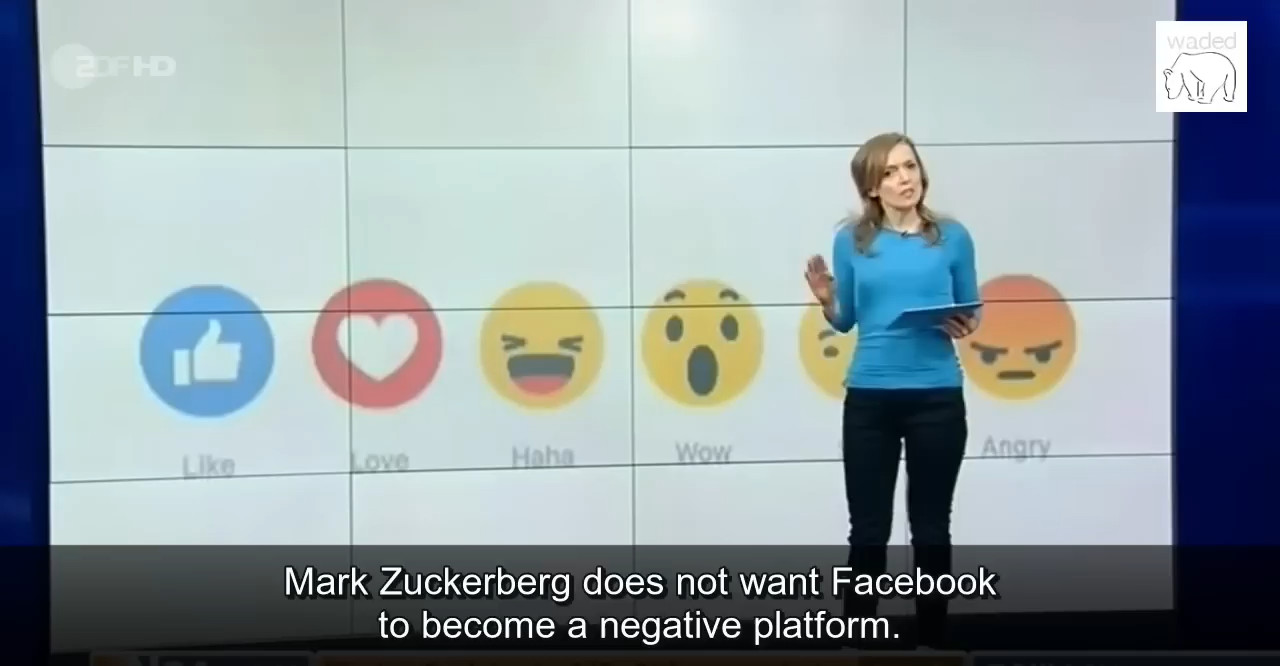 ZDF HD
waded
Like
Love
Haha
Wow
Angry
Mark Zuckerberg does not want Facebook
to become a negative platform.